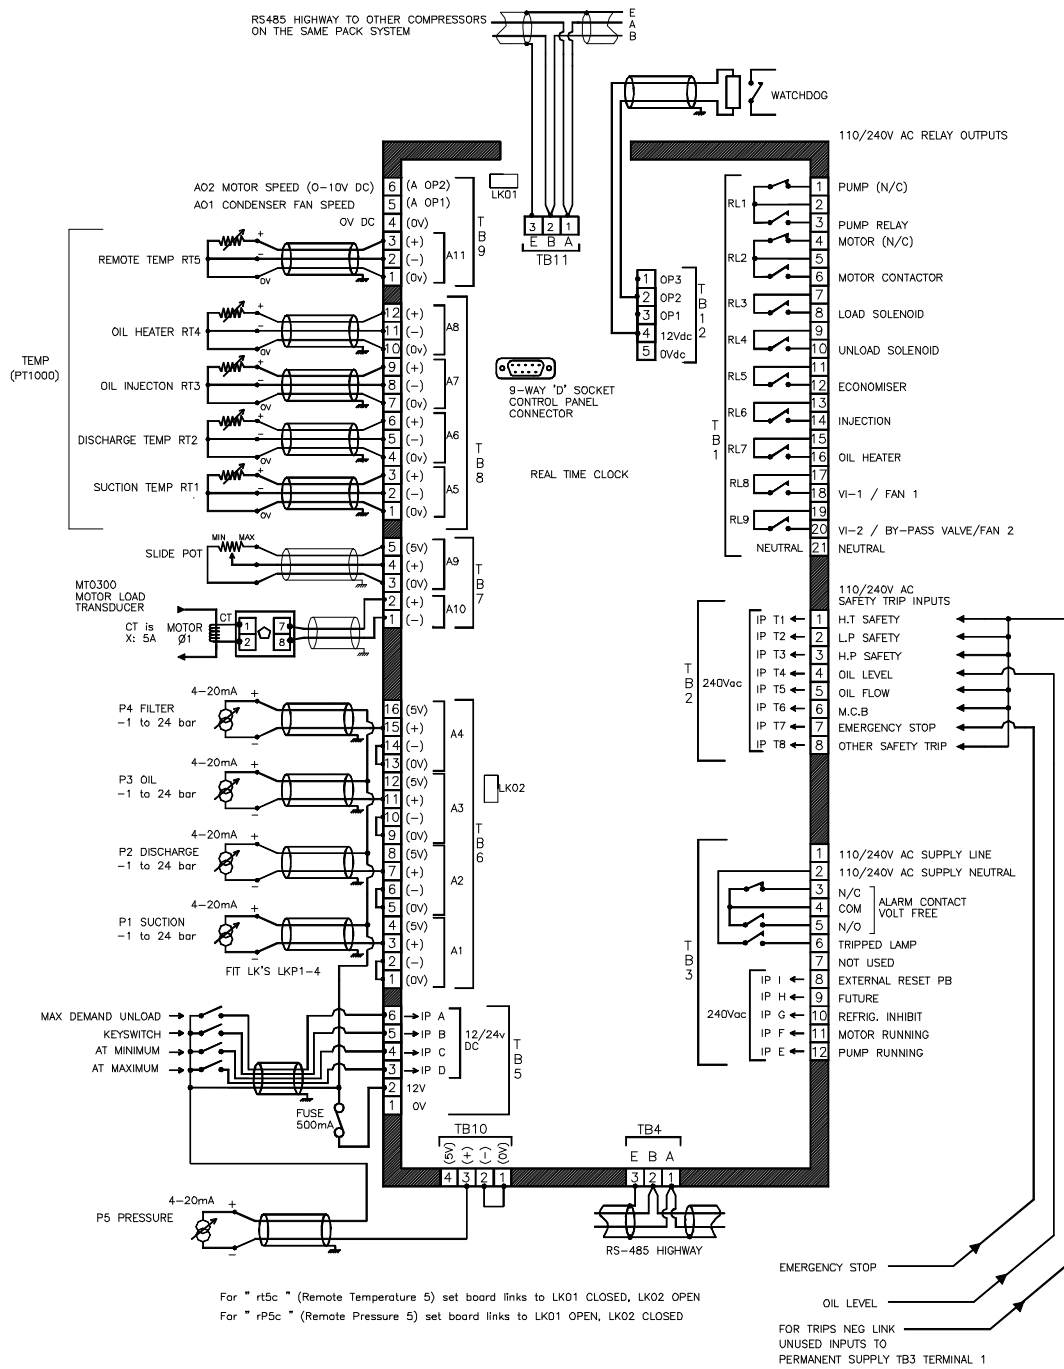 RS485 HIGHWAY TO OTHER COMPRESSORS
ON THE SAME PACK SYSTEM
E
A
B
WATCHDOG
110/240V AC RELAY OUTPUTS
AO2 MOTOR SPEED (0-10V DC) 6 (A OP2)
AO1 CONDENSER FAN SPEED 5 (A OP1)
0V DC 4 (0V)
3 (+)
REMOTE TEMP RT5 + − 0V 2 (−) A11
1 (0v)
TB9
LK01
3 2 1
E B A
TB11
12 (+)
OIL HEATER RT4 + − 0V 11 (−) A8
10 (0v)
9 (+)
OIL INJECTON RT3 + − 0V 8 (−) A7
7 (0v)
6 (+)
DISCHARGE TEMP RT2 + − 0V 5 (−) A6
4 (0v)
3 (+)
SUCTION TEMP RT1 + − 0V 2 (−) A5
1 (0v)
TB8
TEMP
(PT1000)
1 OP3
2 OP2
3 OP1
4 12Vdc
5 0Vdc
TB12
9-WAY 'D' SOCKET
CONTROL PANEL
CONNECTOR
REAL TIME CLOCK
MIN MAX
SLIDE POT
5 (5V)
4 (+) A9
3 (0V)
2 (+) A10
1 (−)
TB7
MT0300
MOTOR LOAD
TRANSDUCER
CT is
X: 5A
MOTOR
Ø1
CT
1 7
2 8
RL1 1 PUMP (N/C)
2
3 PUMP RELAY
RL2 4 MOTOR (N/C)
5
6 MOTOR CONTACTOR
RL3 7
8 LOAD SOLENOID
RL4 9
10 UNLOAD SOLENOID
RL5 11
12 ECONOMISER
RL6 13
14 INJECTION
RL7 15
16 OIL HEATER
RL8 17
18 VI-1 / FAN 1
RL9 19
20 VI-2 / BY-PASS VALVE/FAN 2
NEUTRAL 21 NEUTRAL
TB1
110/240V AC
SAFETY TRIP INPUTS
IP T1 1 H.T SAFETY
IP T2 2 L.P SAFETY
IP T3 3 H.P SAFETY
IP T4 4 OIL LEVEL
IP T5 5 OIL FLOW
IP T6 6 M.C.B
IP T7 7 EMERGENCY STOP
IP T8 8 OTHER SAFETY TRIP
240Vac
TB2
4-20mA
P4 FILTER
-1 to 24 bar
+
−
16 (5V)
15 (+)
14 (−)
13 (0V)
A4
4-20mA
P3 OIL
-1 to 24 bar
+
−
12 (5V)
11 (+)
10 (−)
9 (0V)
A3
4-20mA
P2 DISCHARGE
-1 to 24 bar
+
−
8 (5V)
7 (+)
6 (−)
5 (0V)
A2
4-20mA
P1 SUCTION
-1 to 24 bar
+
−
4 (5V)
3 (+)
2 (−)
1 (0V)
A1
TB6
LK02
FIT LK'S LKP1-4
1 110/240V AC SUPPLY LINE
2 110/240V AC SUPPLY NEUTRAL
3 N/C
4 COM
5 N/O
ALARM CONTACT
VOLT FREE
6 TRIPPED LAMP
7 NOT USED
IP I 8 EXTERNAL RESET PB
IP H 9 FUTURE
IP G 10 REFRIG. INHIBIT
IP F 11 MOTOR RUNNING
IP E 12 PUMP RUNNING
240Vac
TB3
MAX DEMAND UNLOAD 6 IP A
KEYSWITCH 5 IP B
AT MINIMUM 4 IP C
AT MAXIMUM 3 IP D
12/24v
DC
2 12V
1 0V
TB5
FUSE
500mA
TB10
(5V) (+) (−) (0V)
4 3 2 1
TB4
E B A
3 2 1
RS-485 HIGHWAY
4-20mA
P5 PRESSURE
+
−
EMERGENCY STOP
OIL LEVEL
FOR TRIPS NEG LINK
UNUSED INPUTS TO
PERMANENT SUPPLY TB3 TERMINAL 1
For " rt5c " (Remote Temperature 5) set board links to LK01 CLOSED, LK02 OPEN
For " rP5c " (Remote Pressure 5) set board links to LK01 OPEN, LK02 CLOSED